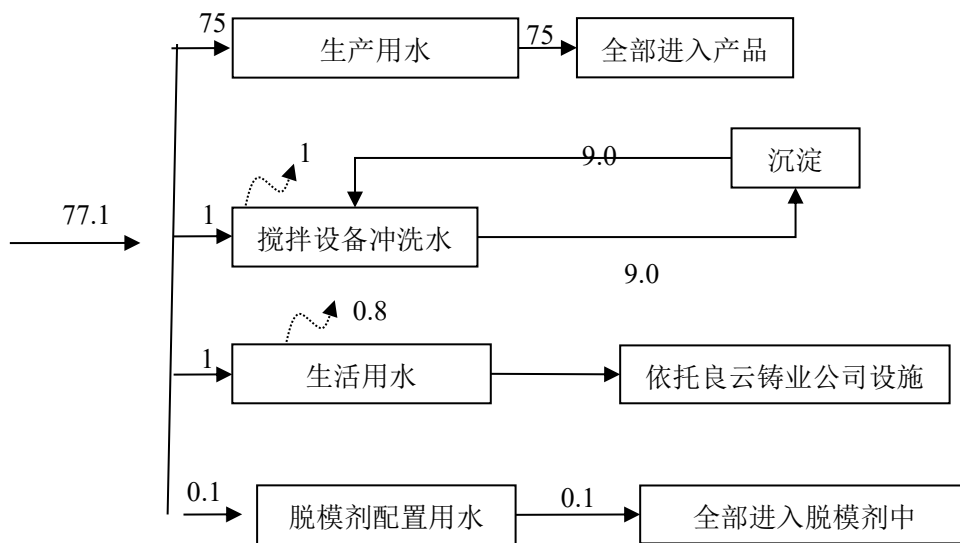 75
生产用水
75
全部进入产品
1
9.0
沉淀
77.1
1
搅拌设备冲洗水
9.0
0.8
1
生活用水
依托良云铸业公司设施
0.1
脱模剂配置用水
0.1
全部进入脱模剂中